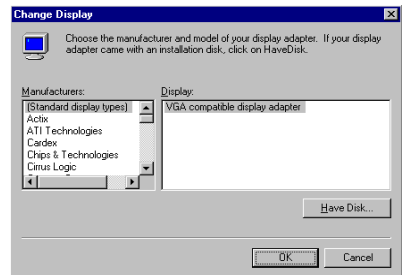 Change Display
Choose the manufacturer and model of your display adapter. If your display
adapter came with an installation disk, click on HaveDisk.
Manufacturers:
Display:
(Standard display types)
VGA compatible display adapter
Actix
ATI Technologies
Cardex
Chips & Technologies
Cirrus Logic
Have Disk...
OK
Cancel